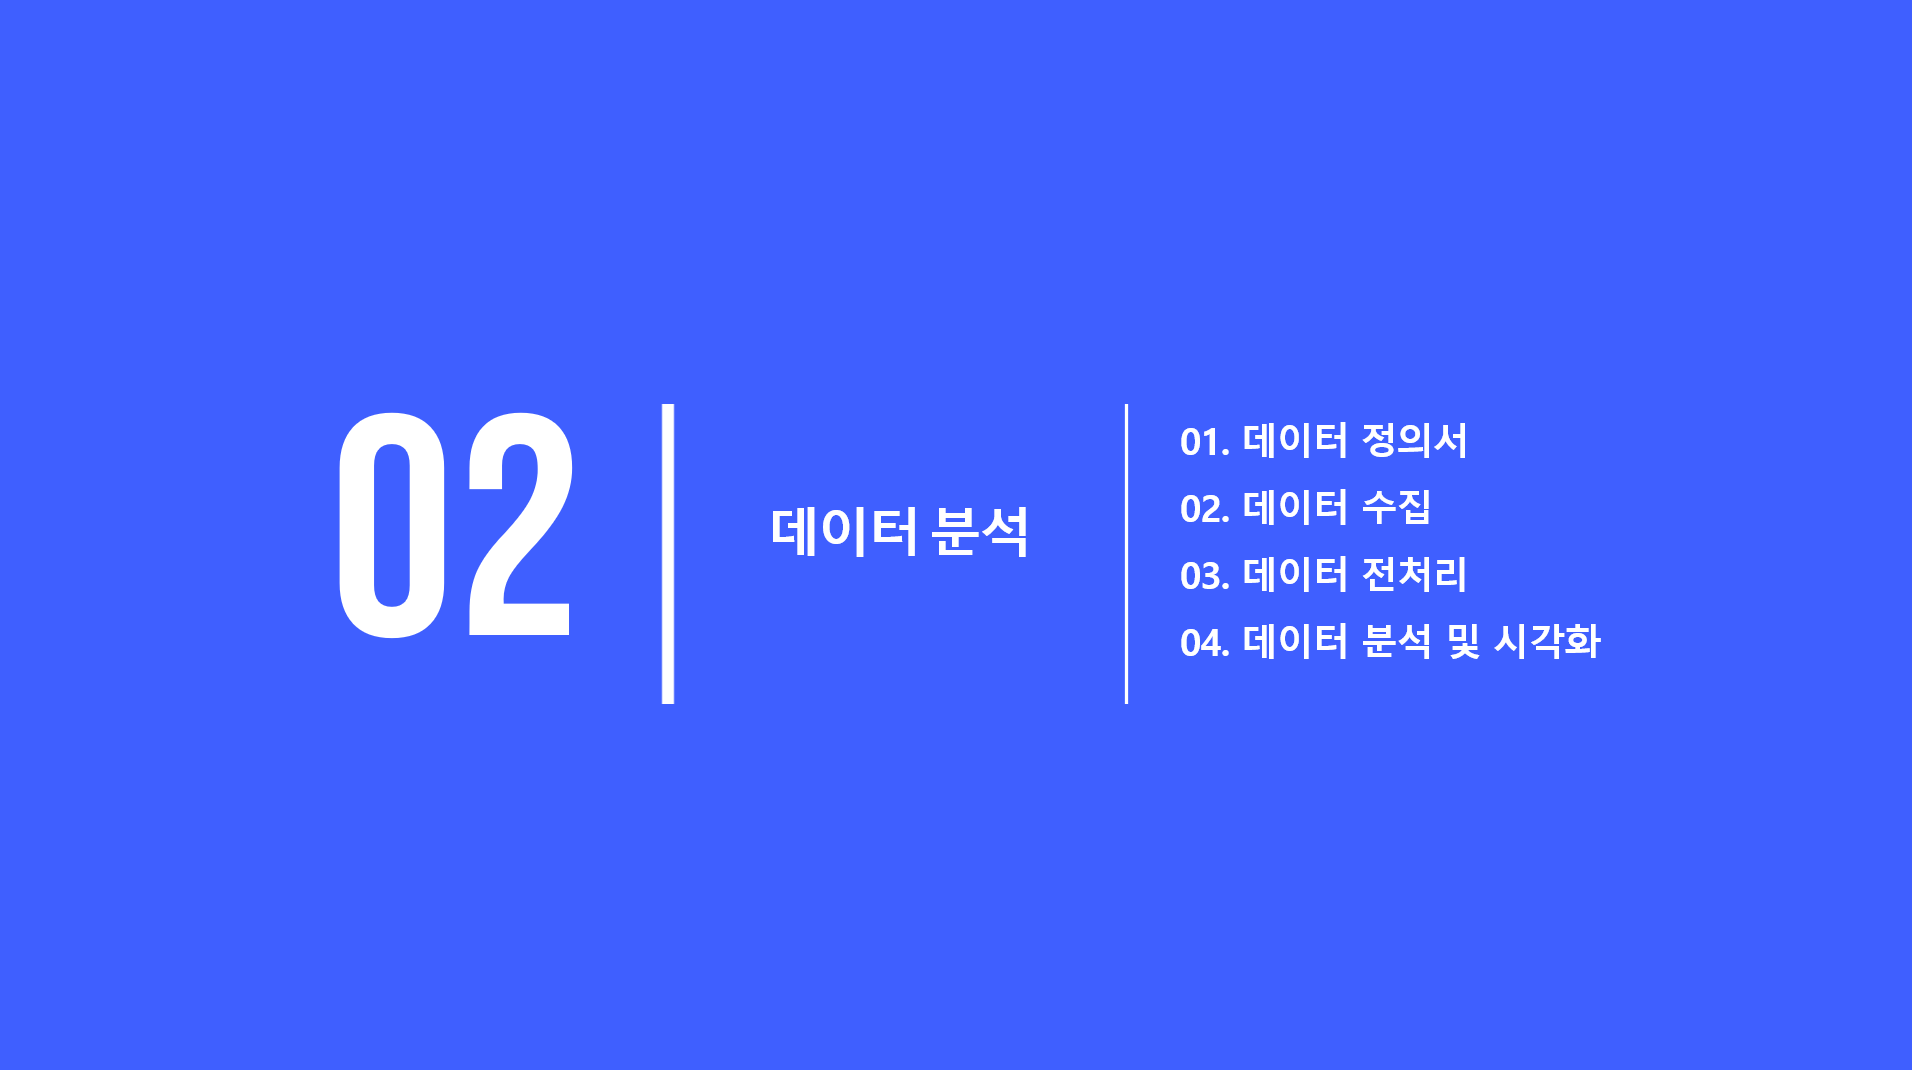 02
데이터 분석
01. 데이터 정의서
02. 데이터 수집
03. 데이터 전처리
04. 데이터 분석 및 시각화